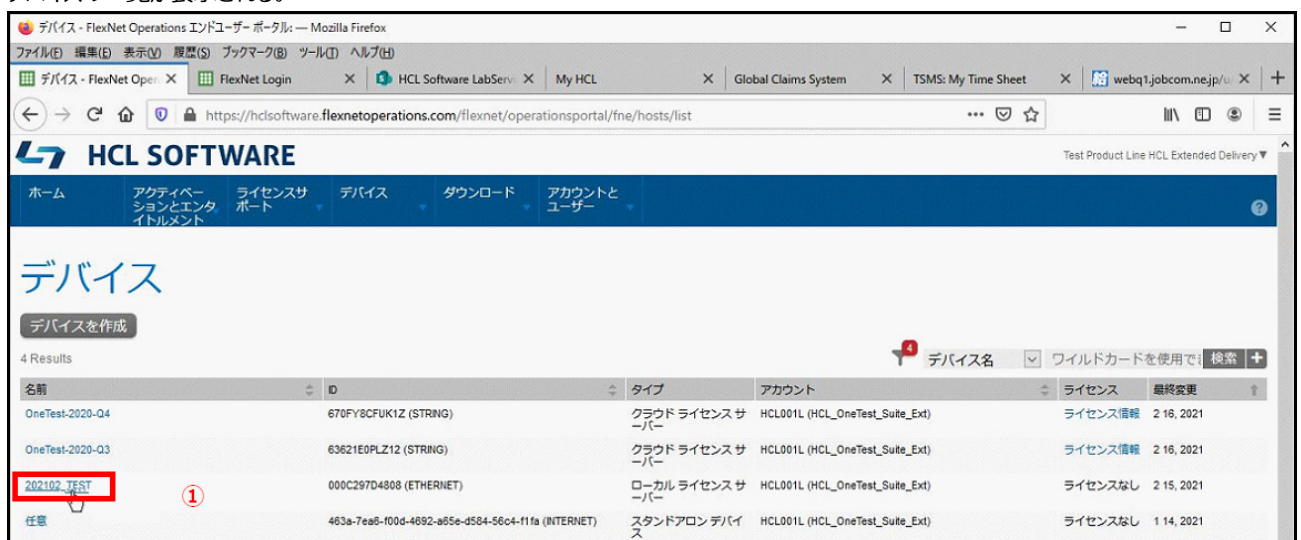 デバイス - FlexNet Operations エンドユーザー ポータル: — Mozilla Firefox
ファイル(F) 編集(E) 表示(V) 履歴(S) ブックマーク(B) ツール(T) ヘルプ(H)
デバイス - FlexNet Oper FlexNet Login HCL Software LabServ My HCL Global Claims System TSMS: My Time Sheet webq1.jobcom.ne.jp/u
https://hclsoftware.flexnetoperations.com/flexnet/operationsportal/fne/hosts/list
HCL SOFTWARE
Test Product Line HCL Extended Delivery▼
ホーム アクティベーションとエンタイトルメント ライセンスサポート デバイス ダウンロード アカウントとユーザー
デバイス
デバイスを作成
4 Results 4 デバイス名 ワイルドカードを使用で 検索 +
名前 ID タイプ アカウント ライセンス 最終変更
OneTest-2020-Q4 670FY8CFUK1Z (STRING) クラウド ライセンス サーバー HCL001L (HCL_OneTest_Suite_Ext) ライセンス情報 2 16, 2021
OneTest-2020-Q3 63621E0PLZ12 (STRING) クラウド ライセンス サーバー HCL001L (HCL_OneTest_Suite_Ext) ライセンス情報 2 16, 2021
202102_TEST ① 000C297D4808 (ETHERNET) ローカル ライセンス サーバー HCL001L (HCL_OneTest_Suite_Ext) ライセンスなし 2 15, 2021
任意 463a-7ea6-f00d-4692-a65e-d584-56c4-f1fa (INTERNET) スタンドアロン デバイス HCL001L (HCL_OneTest_Suite_Ext) ライセンスなし 1 14, 2021